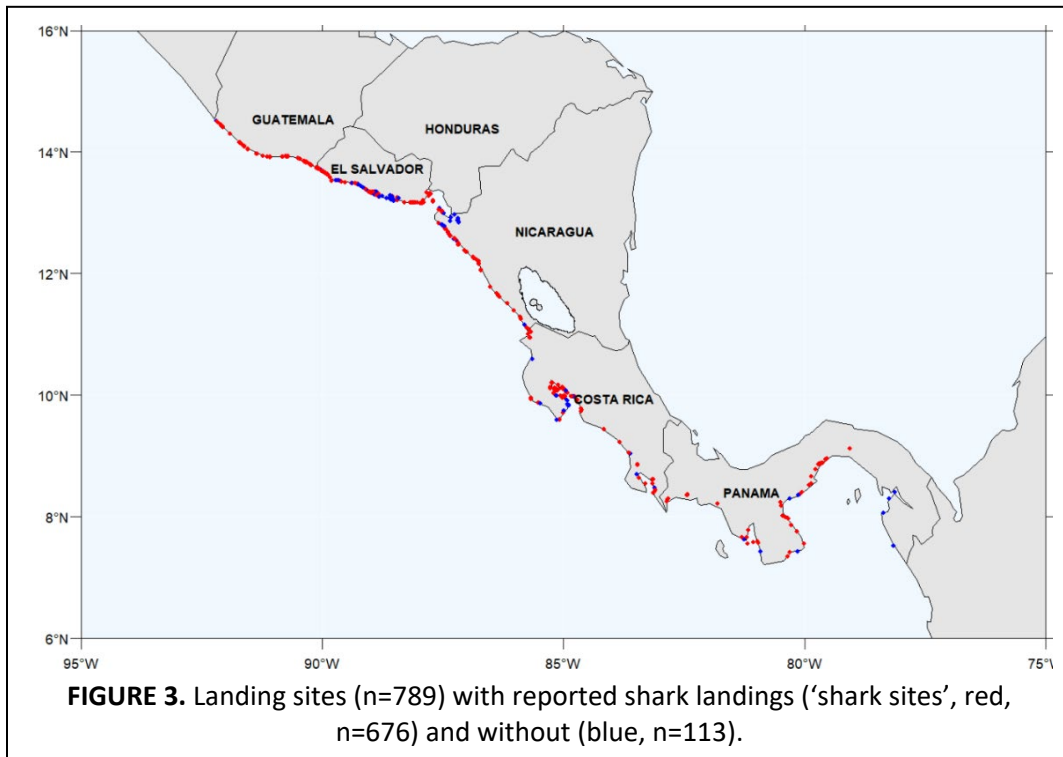 16°N
GUATEMALA
HONDURAS
14°N
EL SALVADOR
NICARAGUA
12°N
10°N
COSTA RICA
PANAMA
8°N
6°N
95°W 90°W 85°W 80°W 75°W
FIGURE 3. Landing sites (n=789) with reported shark landings (‘shark sites’, red,
n=676) and without (blue, n=113).